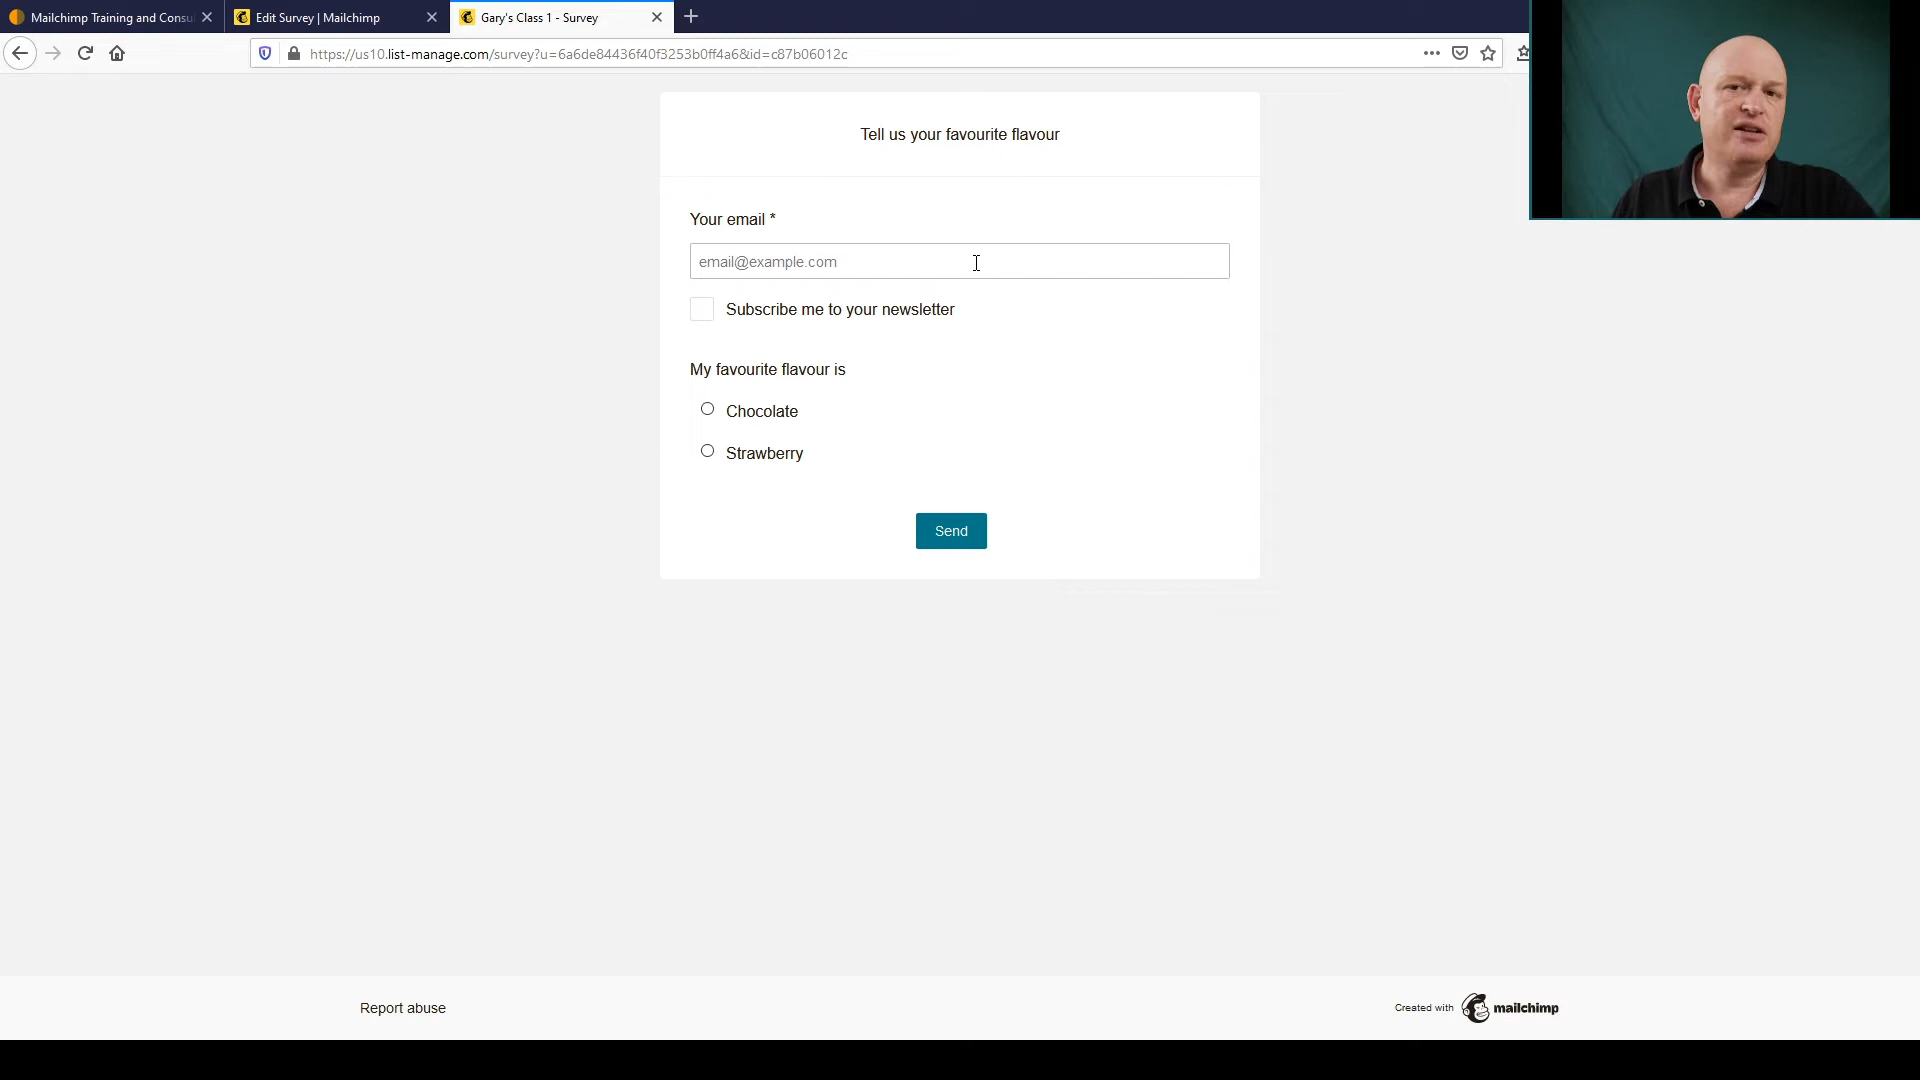 Mailchimp Training and Consul
Edit Survey | Mailchimp
Gary's Class 1 - Survey
https://us10.list-manage.com/survey?u=6a6de84436f40f3253b0ff4a6&id=c87b06012c
Tell us your favourite flavour
Your email *
email@example.com
Subscribe me to your newsletter
My favourite flavour is
Chocolate
Strawberry
Send
Report abuse
Created with mailchimp